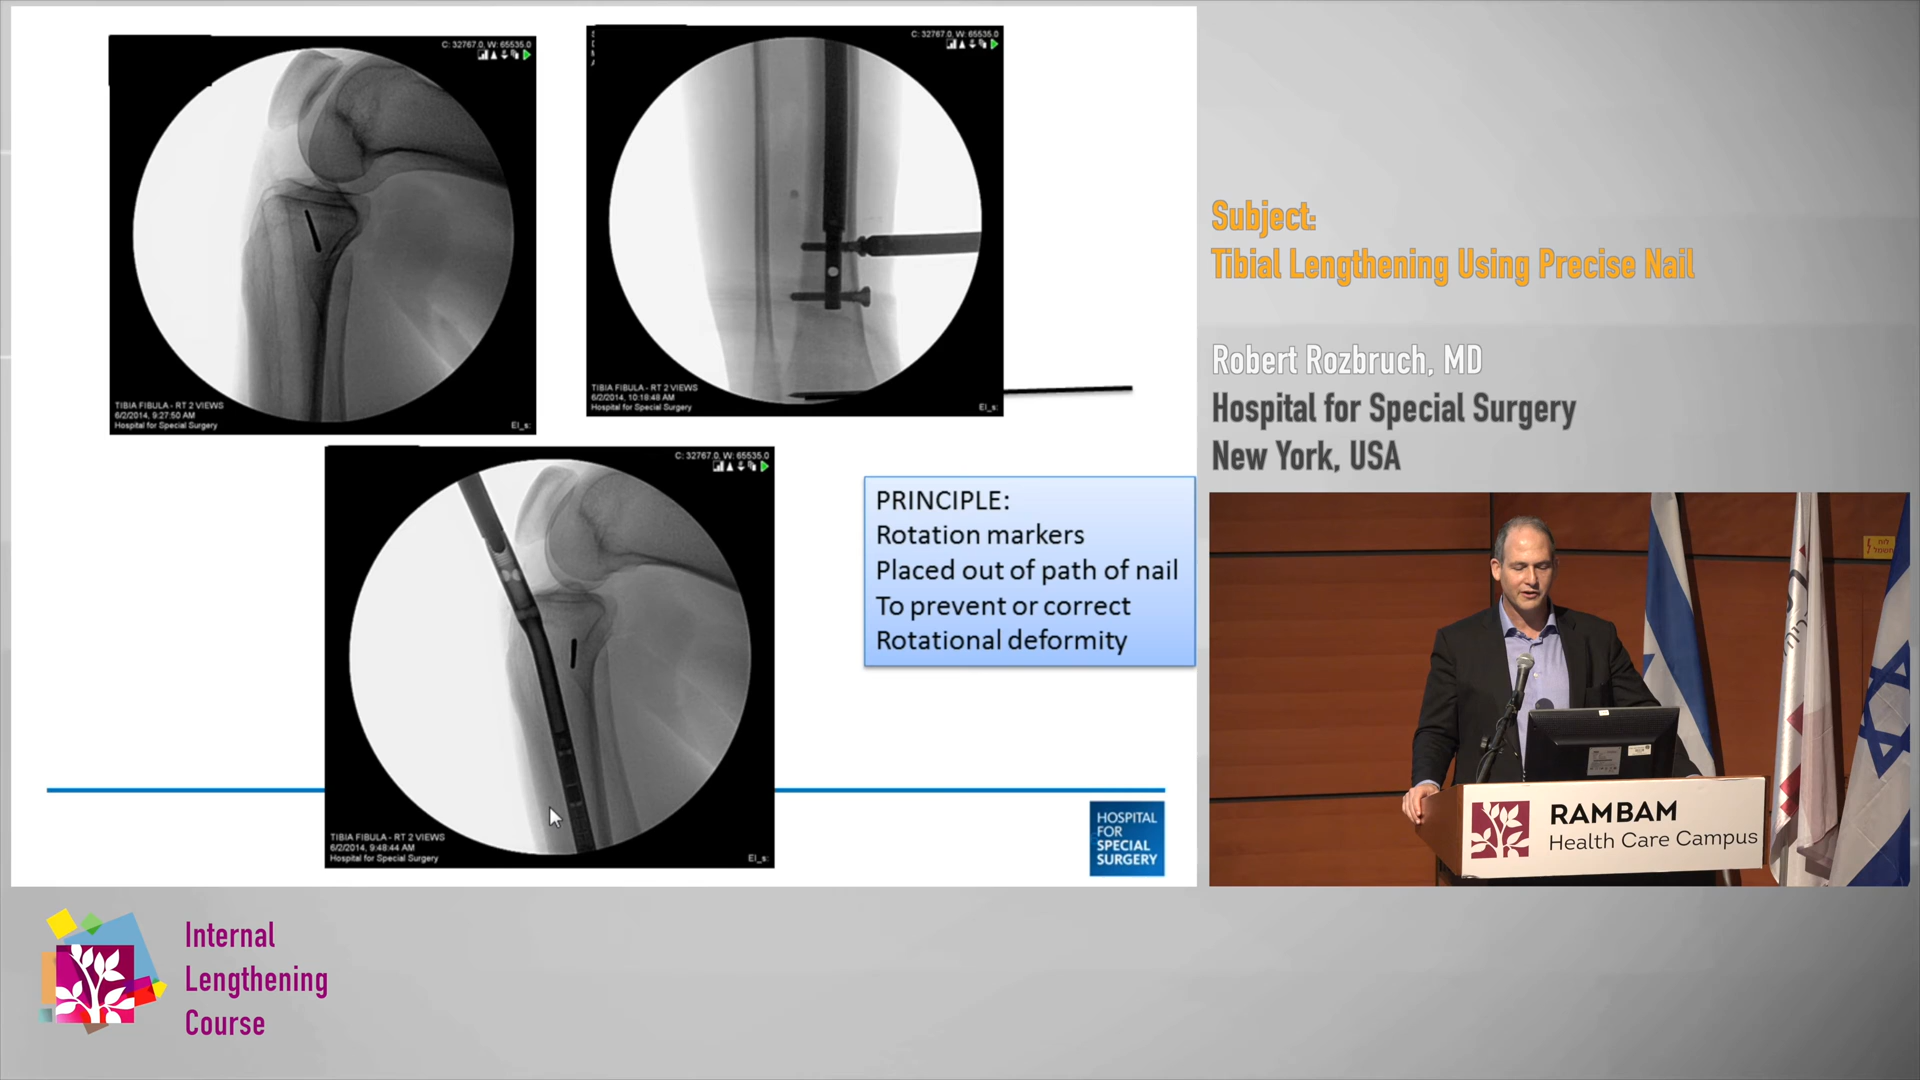 C: 32767.0, W: 65535.0
TIBIA FIBULA - RT 2 VIEWS
6/2/2014, 9:27:50 AM
Hospital for Special Surgery
EI_s:
C: 32767.0, W: 65535.0
TIBIA FIBULA - RT 2 VIEWS
6/2/2014, 10:18:48 AM
Hospital for Special Surgery
EI_s:
C: 32767.0, W: 65535.0
TIBIA FIBULA - RT 2 VIEWS
6/2/2014, 9:48:44 AM
Hospital for Special Surgery
EI_s:
PRINCIPLE:
Rotation markers
Placed out of path of nail
To prevent or correct
Rotational deformity
HOSPITAL
FOR
SPECIAL
SURGERY
Subject:
Tibial Lengthening Using Precise Nail
Robert Rozbruch, MD
Hospital for Special Surgery
New York, USA
RAMBAM
Health Care Campus
Internal
Lengthening
Course